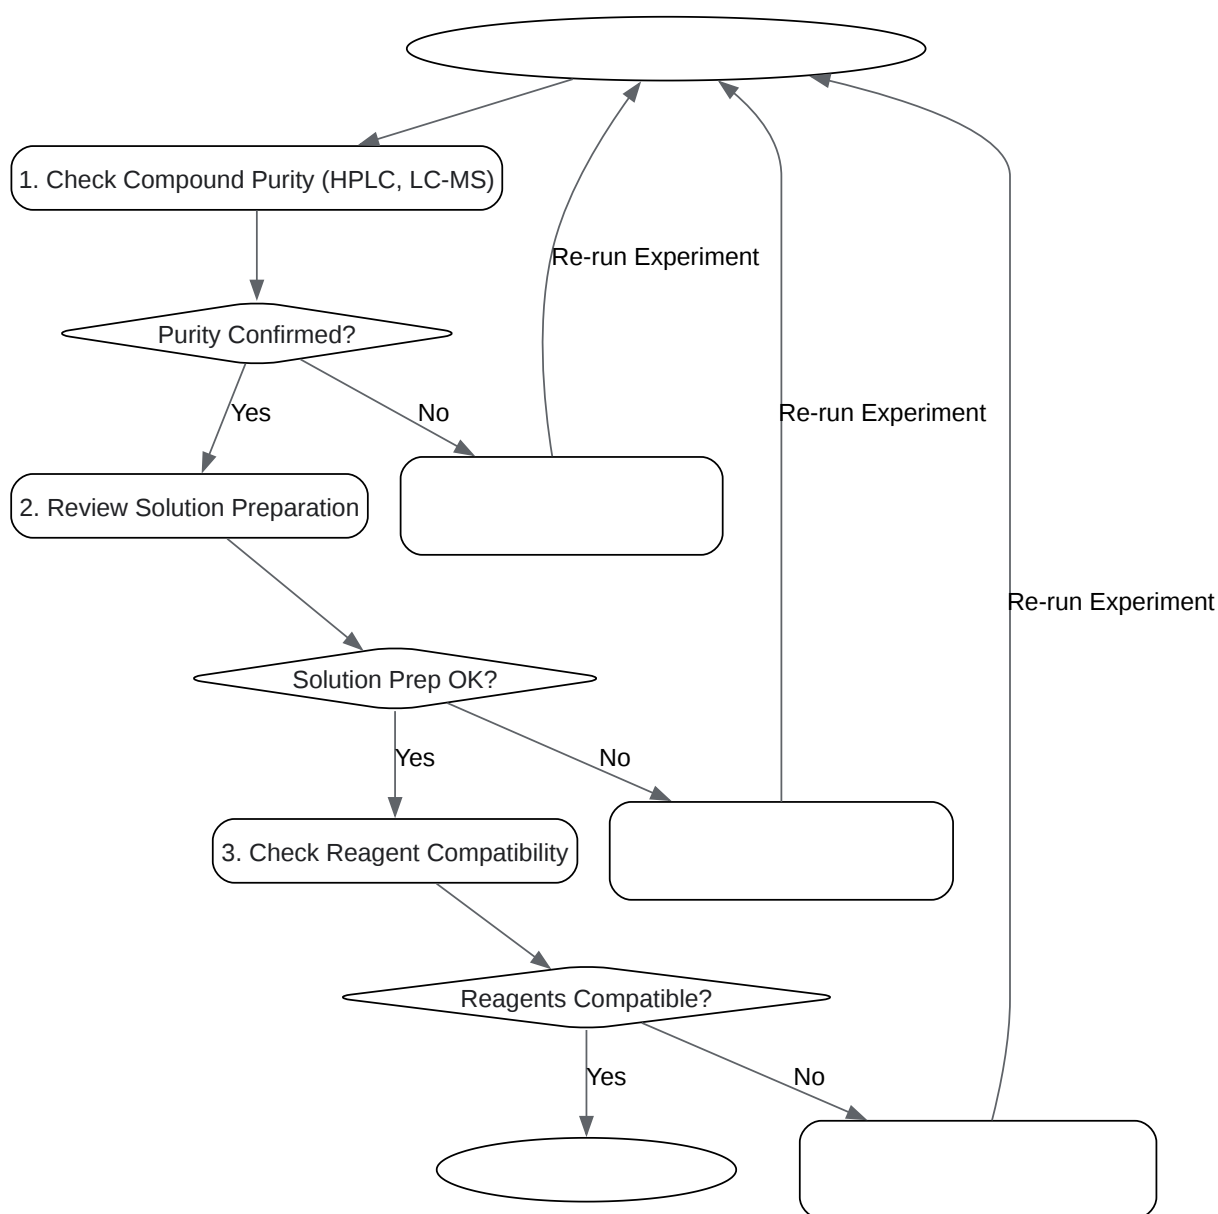 1. Check Compound Purity (HPLC, LC-MS)
Re-run Experiment
Purity Confirmed?
Yes
No
Re-run Experiment
2. Review Solution Preparation
Re-run Experiment
Solution Prep OK?
Yes
No
3. Check Reagent Compatibility
Reagents Compatible?
Yes
No